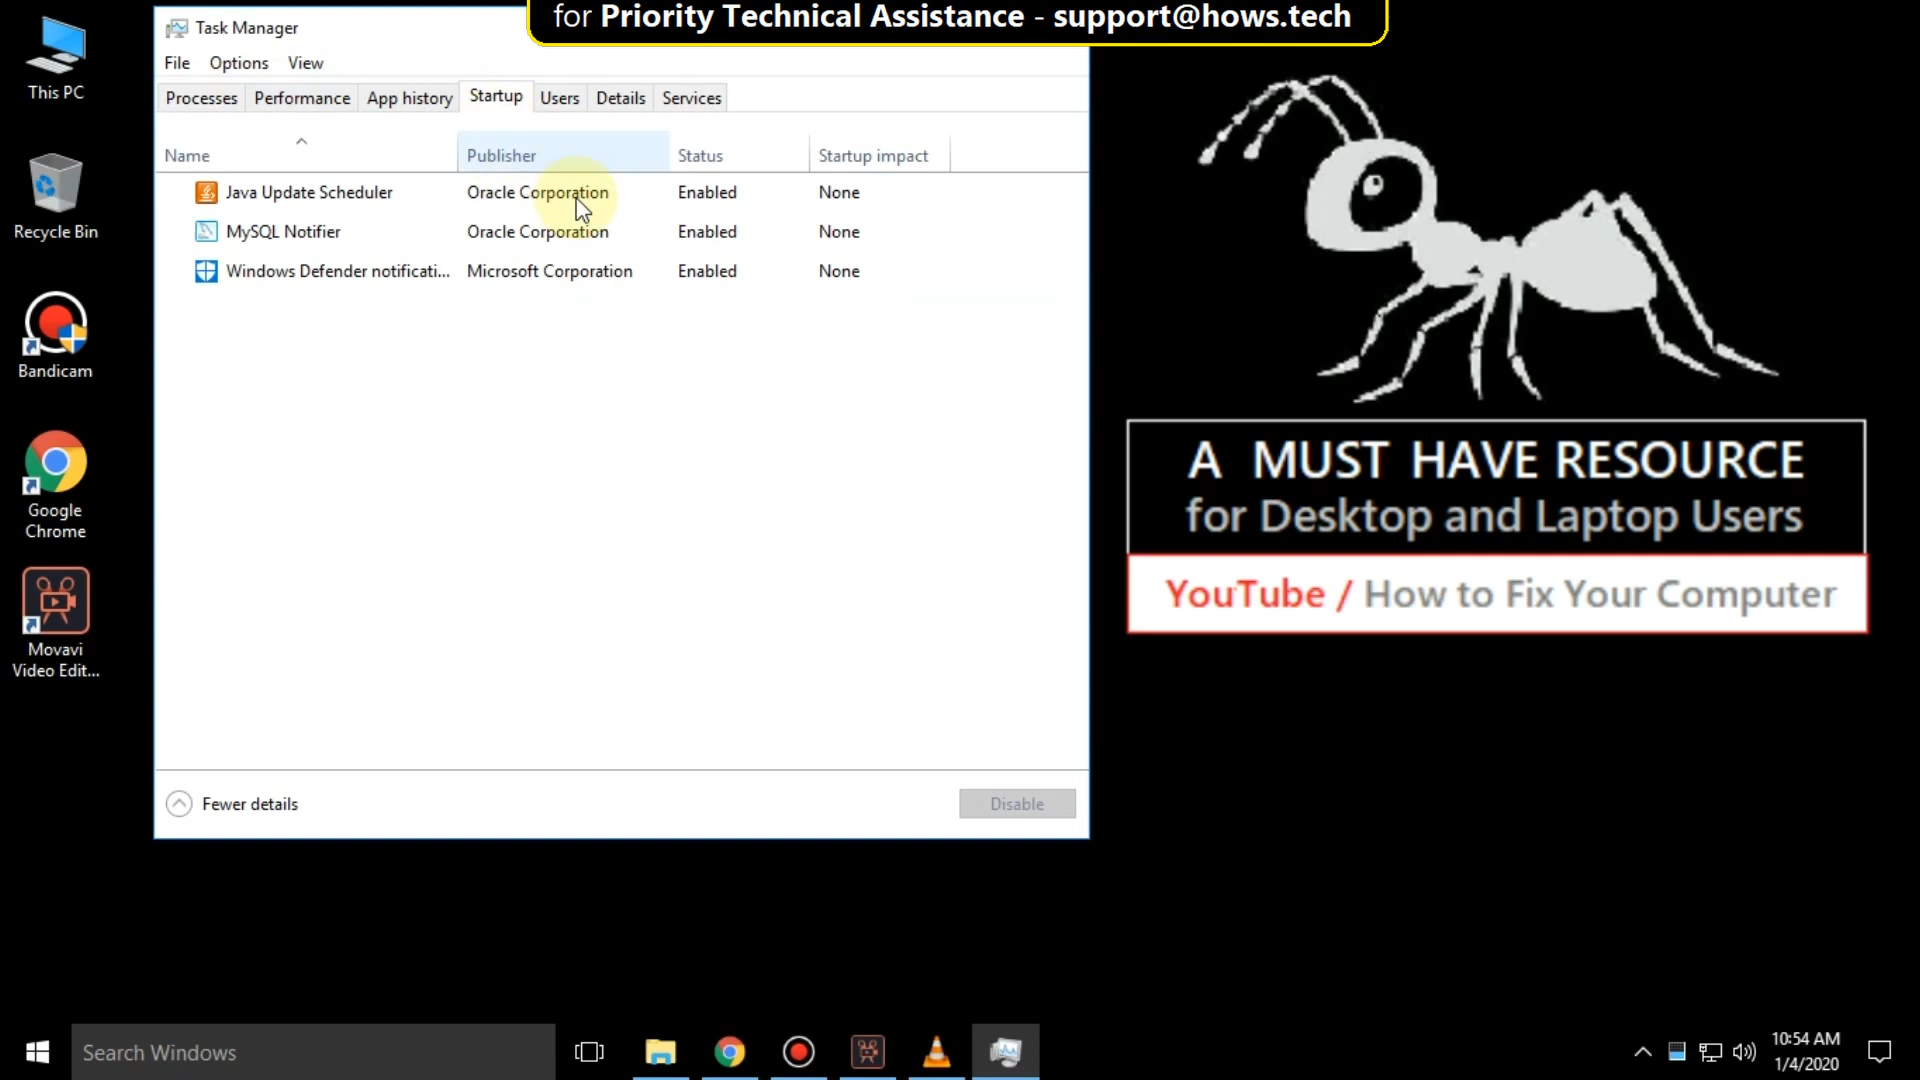 for Priority Technical Assistance - support@hows.tech
Task Manager
File Options View
Processes Performance App history Startup Users Details Services
Name Publisher Status Startup impact
Java Update Scheduler Oracle Corporation Enabled None
MySQL Notifier Oracle Corporation Enabled None
Windows Defender notificati... Microsoft Corporation Enabled None
Fewer details Disable
This PC
Recycle Bin
Bandicam
Google
Chrome
Movavi
Video Edit...
A MUST HAVE RESOURCE
for Desktop and Laptop Users
YouTube / How to Fix Your Computer
Search Windows
10:54 AM
1/4/2020